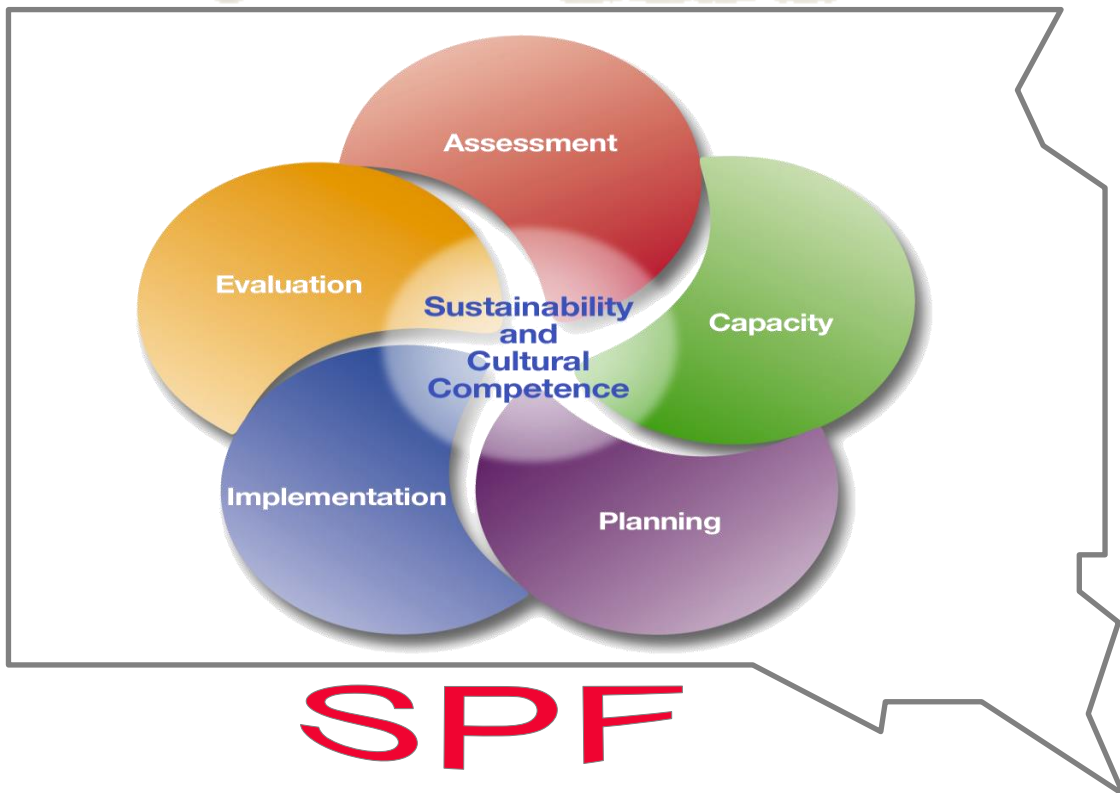 Assessment
Evaluation
Capacity
Sustainability
and
Cultural
Competence
Implementation
Planning
SPF